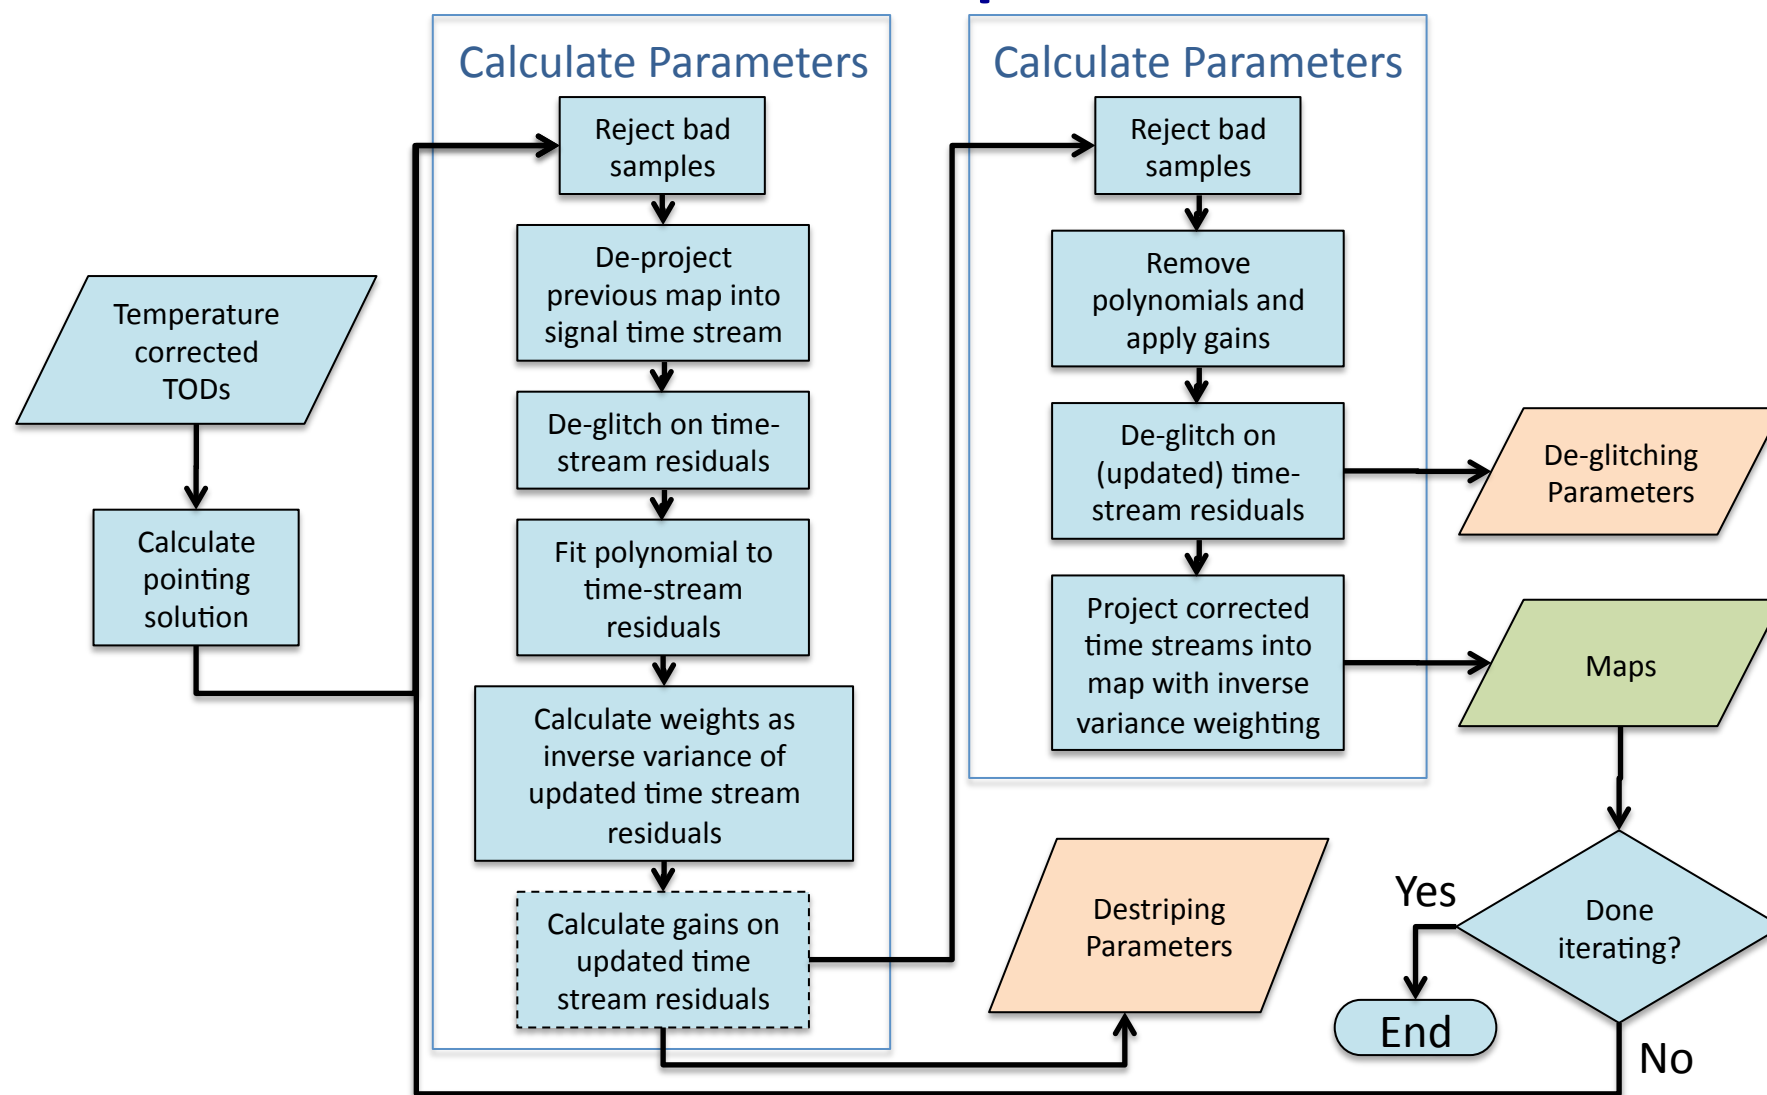 Calculate Parameters
Reject bad
samples
De-project
previous map into
signal time stream
De-glitch on time-
stream residuals
Fit polynomial to
time-stream
residuals
Calculate weights as
inverse variance of
updated time stream
residuals
Calculate gains on
updated time
stream residuals
Temperature
corrected
TODs
Calculate
pointing
solution
Calculate Parameters
Reject bad
samples
Remove
polynomials and
apply gains
De-glitch on
(updated) time-
stream residuals
Project corrected
time streams into
map with inverse
variance weighting
De-glitching
Parameters
Maps
Destriping
Parameters
Yes
Done
iterating?
End
No